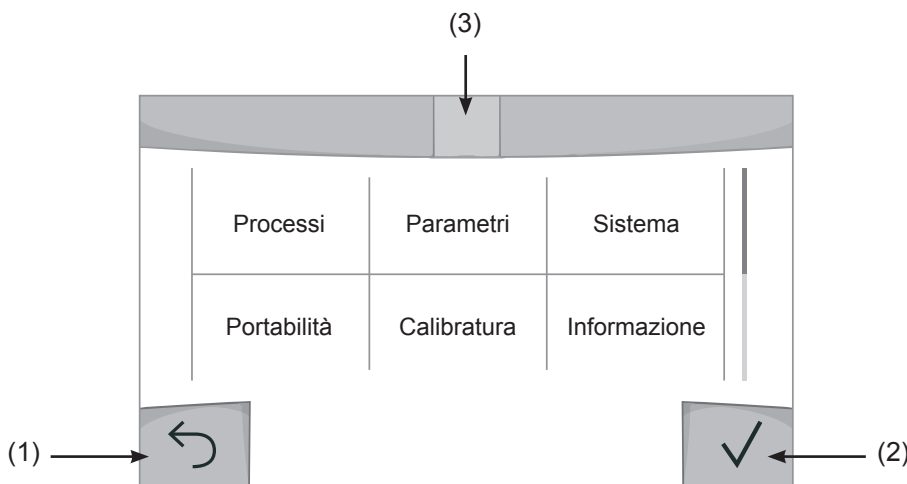 (3)
Processi Parametri Sistema
Portabilità Calibratura Informazione
(1) (2)